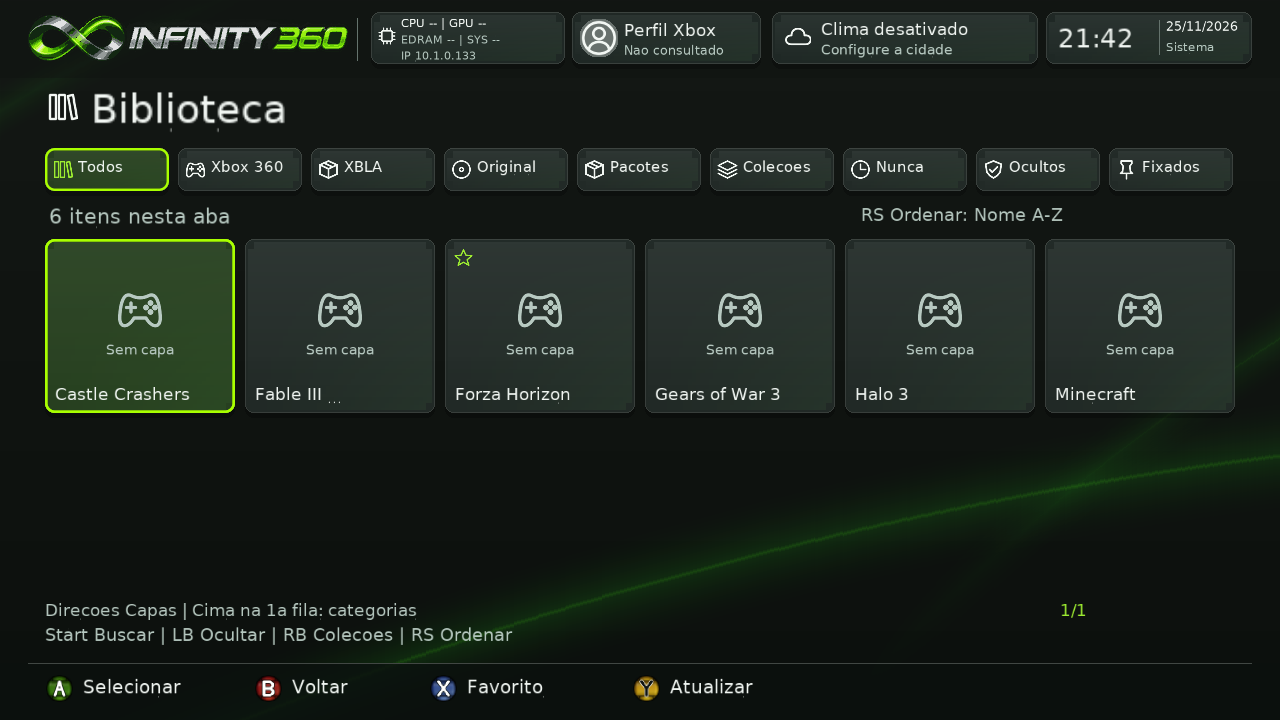 INFINITY 360
CPU -- | GPU --
EDRAM -- | SYS --
IP 10.1.0.133
Perfil Xbox
Nao consultado
Clima desativado
Configure a cidade
21:42
25/11/2026
Sistema
Biblioteca
Todos
Xbox 360
XBLA
Original
Pacotes
Colecoes
Nunca
Ocultos
Fixados
6 itens nesta aba
RS Ordenar: Nome A-Z
Sem capa
Sem capa
Sem capa
Sem capa
Sem capa
Sem capa
Castle Crashers
Fable III ...
Forza Horizon
Gears of War 3
Halo 3
Minecraft
Direcoes Capas | Cima na 1a fila: categorias
1/1
Start Buscar | LB Ocultar | RB Colecoes | RS Ordenar
A Selecionar
B Voltar
X Favorito
Y Atualizar